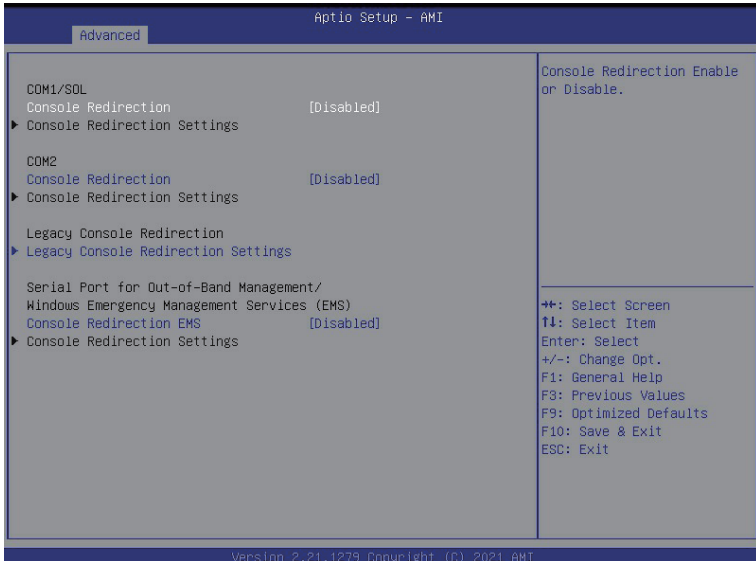 Aptio Setup - AMI
Advanced
COM1/SOL
Console Redirection [Disabled]
▶ Console Redirection Settings
COM2
Console Redirection [Disabled]
▶ Console Redirection Settings
Legacy Console Redirection
▶ Legacy Console Redirection Settings
Serial Port for Out-of-Band Management/
Windows Emergency Management Services (EMS)
Console Redirection EMS [Disabled]
▶ Console Redirection Settings
Console Redirection Enable
or Disable.
→←: Select Screen
↑↓: Select Item
Enter: Select
+/-: Change Opt.
F1: General Help
F3: Previous Values
F9: Optimized Defaults
F10: Save & Exit
ESC: Exit
Version 2.21.1279 Copyright (C) 2021 AMI